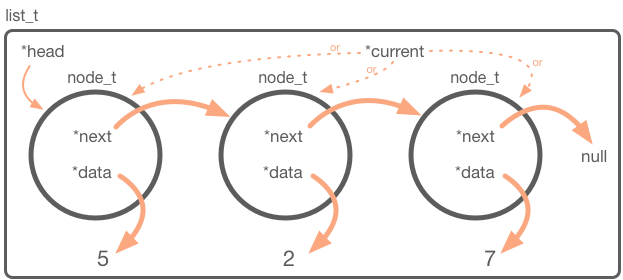 list_t
*head
or
*current
or
or
node_t
node_t
node_t
*next
*next
*next
null
*data
*data
*data
5
2
7